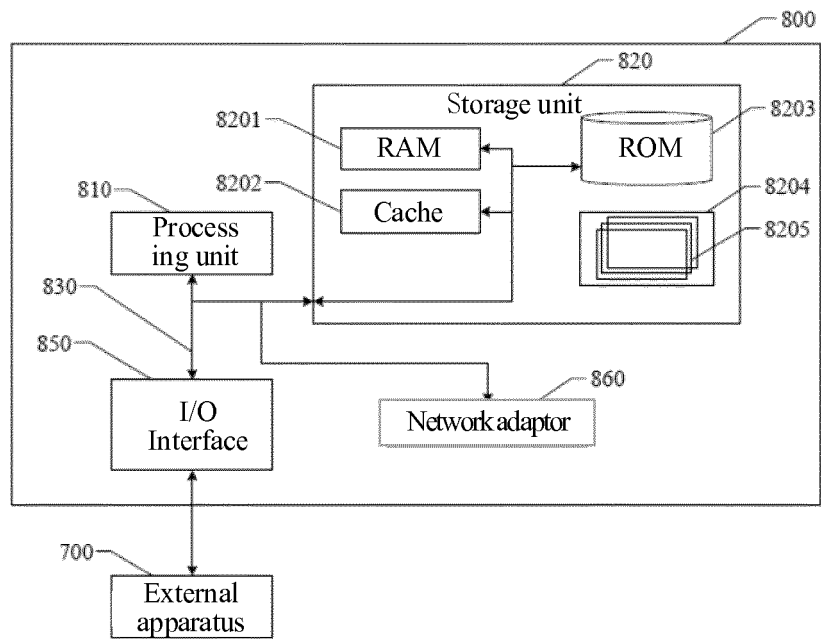 800
820
Storage unit
8201
RAM
8203
ROM
8202
Cache
8204
8205
810
Process
ing unit
830
850
I/O
Interface
860
Network adaptor
700
External
apparatus